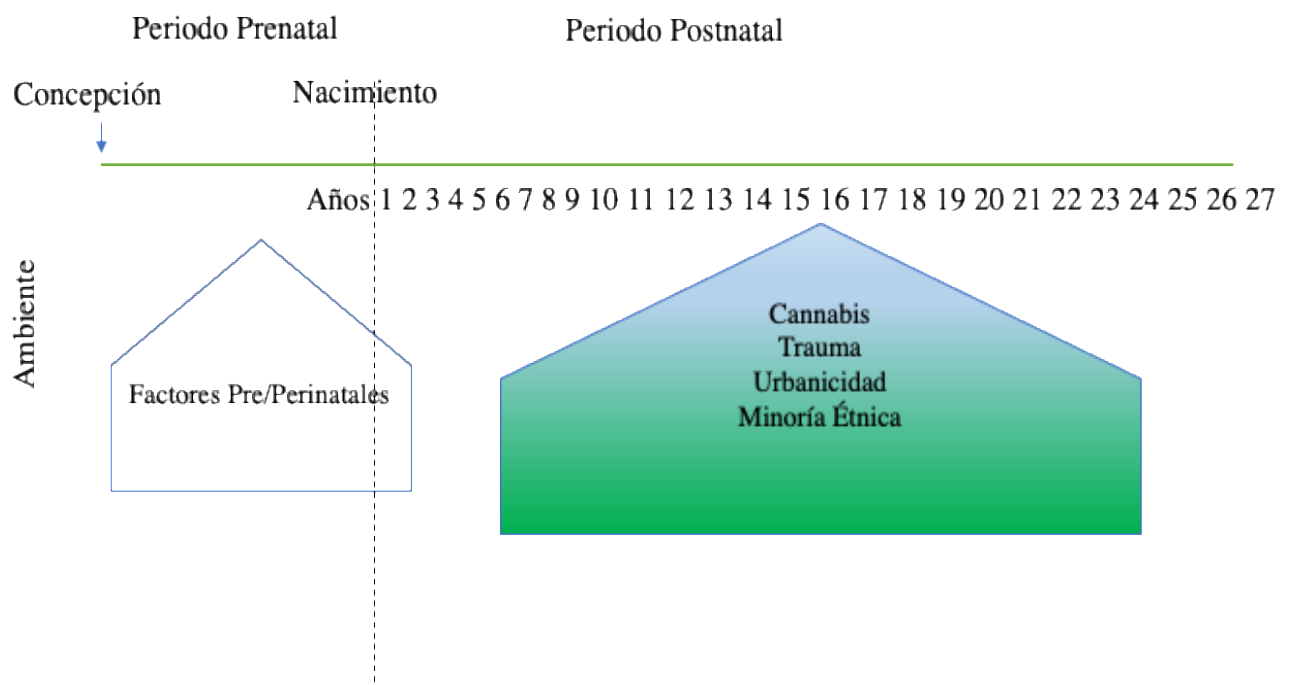 Periodo Prenatal
Periodo Postnatal
Concepción
Nacimiento
Años 1 2 3 4 5 6 7 8 9 10 11 12 13 14 15 16 17 18 19 20 21 22 23 24 25 26 27
Ambiente
Factores Pre/Perinatales
Cannabis
Trauma
Urbanicidad
Minoría Étnica